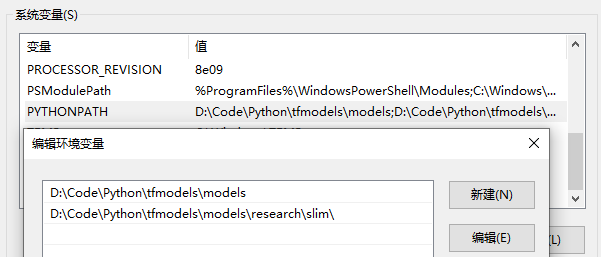 系统变量(S)
变量 值
PROCESSOR_REVISION 8e09
PSModulePath %ProgramFiles%\WindowsPowerShell\Modules;C:\Windows\...
PYTHONPATH D:\Code\Python\tfmodels\models;D:\Code\Python\tfmodels\...
编辑环境变量
D:\Code\Python\tfmodels\models
新建(N)
D:\Code\Python\tfmodels\models\research\slim\
编辑(E)
(L)